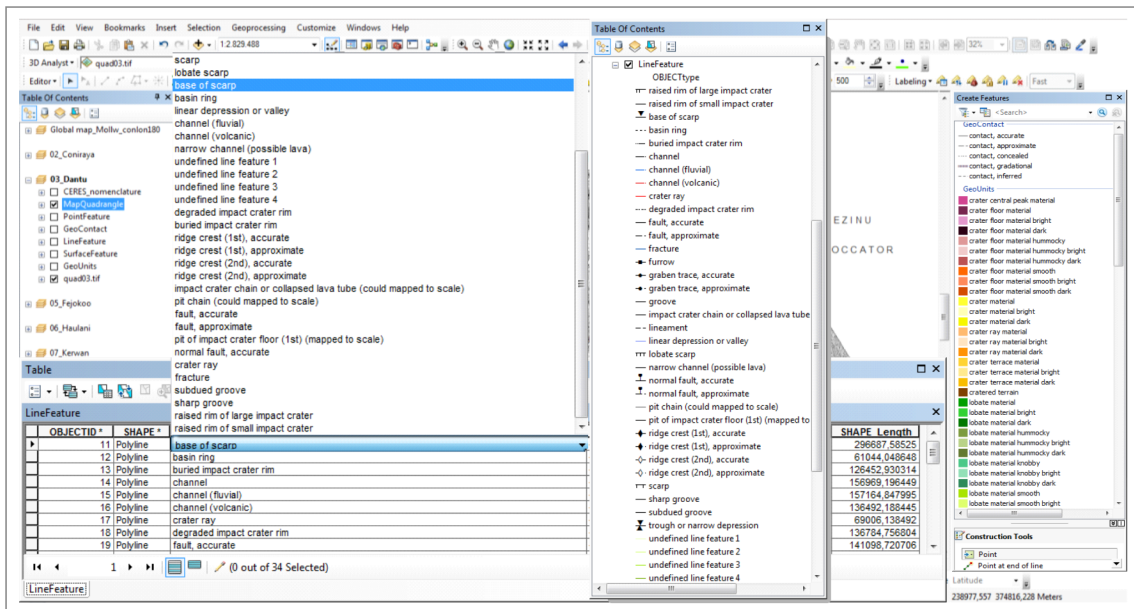 File Edit View Bookmarks Insert Selection Geoprocessing Customize Windows Help
1:2.829.488
3D Analyst
quad03.tif
Editor
Table Of Contents
Global map_Mollw_conlon180
02_Coniraya
03_Dantu
CERES_nomenclature
MapQuadrangle
PointFeature
GeoContact
LineFeature
SurfaceFeature
GeoUnits
quad03.tif
05_Fejokoo
06_Haulani
07_Kerwan
scarp
lobate scarp
base of scarp
basin ring
linear depression or valley
channel (fluvial)
channel (volcanic)
narrow channel (possible lava)
undefined line feature 1
undefined line feature 2
undefined line feature 3
undefined line feature 4
degraded impact crater rim
buried impact crater rim
ridge crest (1st), accurate
ridge crest (1st), approximate
ridge crest (2nd), accurate
ridge crest (2nd), approximate
impact crater chain or collapsed lava tube (could mapped to scale)
pit chain (could mapped to scale)
fault, accurate
fault, approximate
pit of impact crater floor (1st) (mapped to scale)
normal fault, accurate
crater ray
fracture
subdued groove
sharp groove
raised rim of large impact crater
raised rim of small impact crater
Table
LineFeature
OBJECTID * SHAPE * SHAPE_Length
11 Polyline base of scarp 296687,58525
12 Polyline basin ring 61044,048648
13 Polyline buried impact crater rim 126452,930314
14 Polyline channel 156969,196449
15 Polyline channel (fluvial) 157164,847995
16 Polyline channel (volcanic) 136492,188445
17 Polyline crater ray 69006,138492
18 Polyline degraded impact crater rim 136784,756804
19 Polyline fault, accurate 141098,720706
1 (0 out of 34 Selected)
LineFeature
Table Of Contents
LineFeature
OBJECType
raised rim of large impact crater
raised rim of small impact crater
base of scarp
basin ring
buried impact crater rim
channel
channel (fluvial)
channel (volcanic)
crater ray
degraded impact crater rim
fault, accurate
fault, approximate
fracture
furrow
graben trace, accurate
graben trace, approximate
groove
impact crater chain or collapsed lava tube
lineament
linear depression or valley
lobate scarp
narrow channel (possible lava)
normal fault, accurate
normal fault, approximate
pit chain (could mapped to scale)
pit of impact crater floor (1st) (mapped to
ridge crest (1st), accurate
ridge crest (1st), approximate
ridge crest (2nd), accurate
ridge crest (2nd), approximate
scarp
sharp groove
subdued groove
trough or narrow depression
undefined line feature 1
undefined line feature 2
undefined line feature 3
undefined line feature 4
32%
500 Labeling Fast
EZINU
OCCATOR
Create Features
<Search>
GeoContact
contact, accurate
contact, approximate
contact, concealed
contact, gradational
contact, inferred
GeoUnits
crater central peak material
crater floor material
crater floor material bright
crater floor material dark
crater floor material hummocky
crater floor material hummocky bright
crater floor material hummocky dark
crater floor material smooth
crater floor material smooth bright
crater floor material smooth dark
crater material
crater material bright
crater material dark
crater ray material
crater ray material bright
crater ray material dark
crater terrace material
crater terrace material bright
crater terrace material dark
cratered terrain
lobate material
lobate material bright
lobate material dark
lobate material hummocky
lobate material hummocky bright
lobate material hummocky dark
lobate material knobby
lobate material knobby bright
lobate material knobby dark
lobate material smooth
lobate material smooth bright
Construction Tools
Point
Point at end of line
Latitude
238977,557 374816,228 Meters